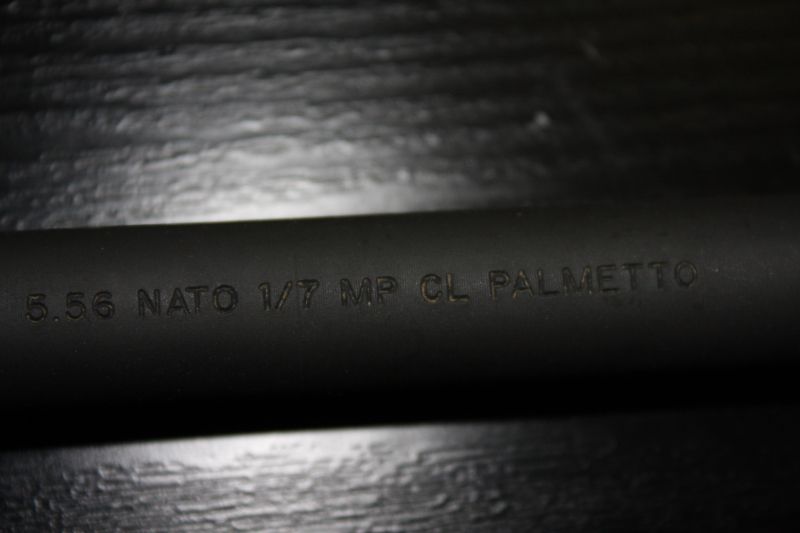 5.56 NATO 1/7 MP CL PALMETTO